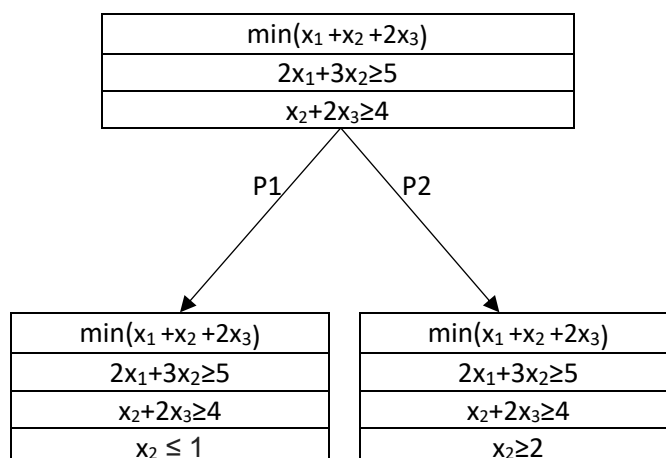 min(x₁ +x₂ +2x₃)
2x₁+3x₂≥5
x₂+2x₃≥4
P1
P2
min(x₁ +x₂ +2x₃)
2x₁+3x₂≥5
x₂+2x₃≥4
x₂ ≤ 1
min(x₁ +x₂ +2x₃)
2x₁+3x₂≥5
x₂+2x₃≥4
x₂≥2